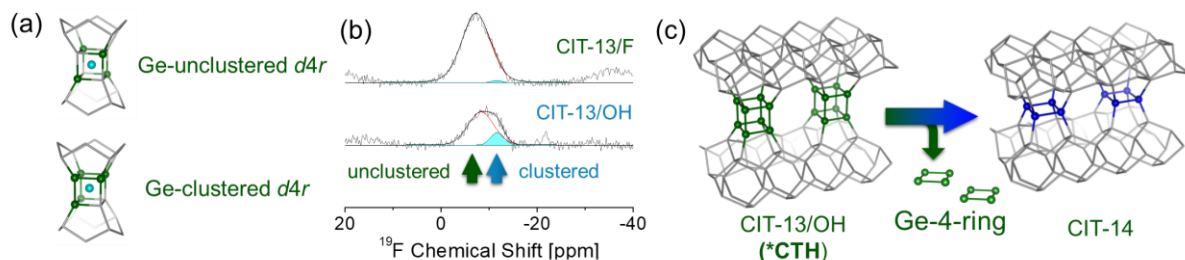 (a)
Ge-unclustered d4r
Ge-clustered d4r
(b)
CIT-13/F
CIT-13/OH
unclustered
clustered
20 0 -20 -40
19F Chemical Shift [ppm]
(c)
CIT-13/OH
(*CTH)
Ge-4-ring
CIT-14